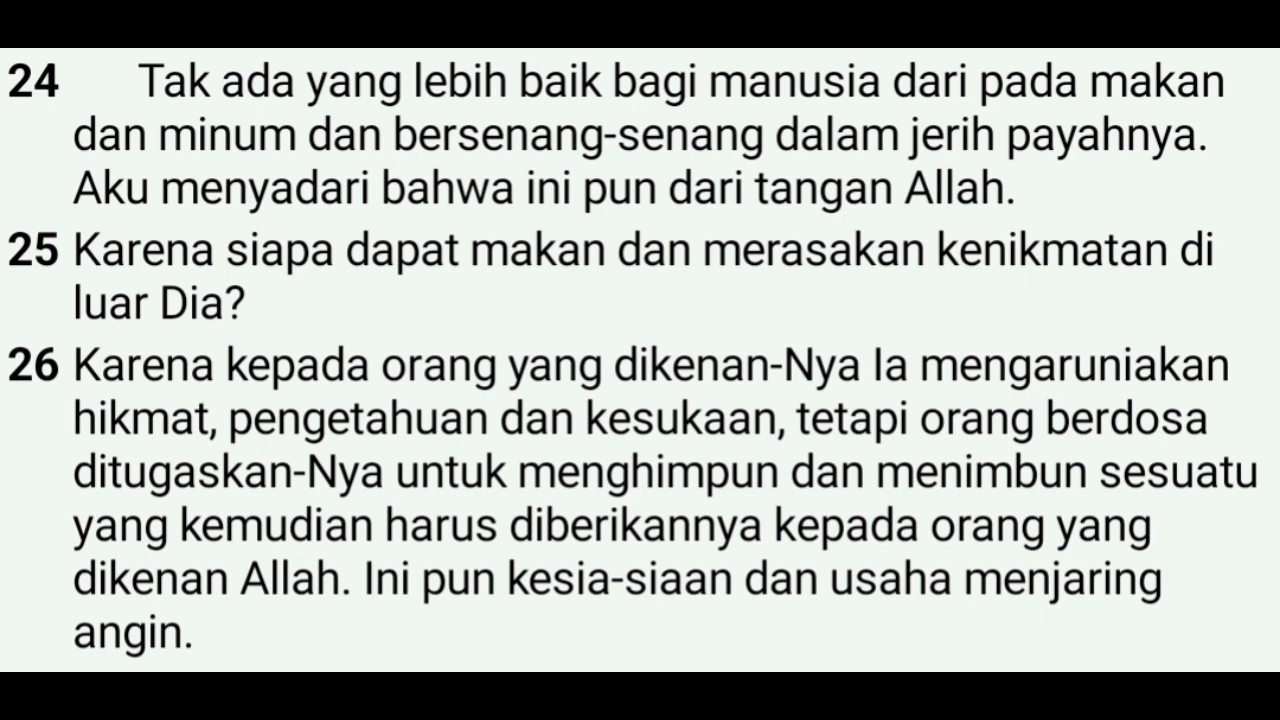 24 Tak ada yang lebih baik bagi manusia dari pada makan
dan minum dan bersenang-senang dalam jerih payahnya.
Aku menyadari bahwa ini pun dari tangan Allah.
25 Karena siapa dapat makan dan merasakan kenikmatan di
luar Dia?
26 Karena kepada orang yang dikenan-Nya Ia mengaruniakan
hikmat, pengetahuan dan kesukaan, tetapi orang berdosa
ditugaskan-Nya untuk menghimpun dan menimbun sesuatu
yang kemudian harus diberikannya kepada orang yang
dikenan Allah. Ini pun kesia-siaan dan usaha menjaring
angin.